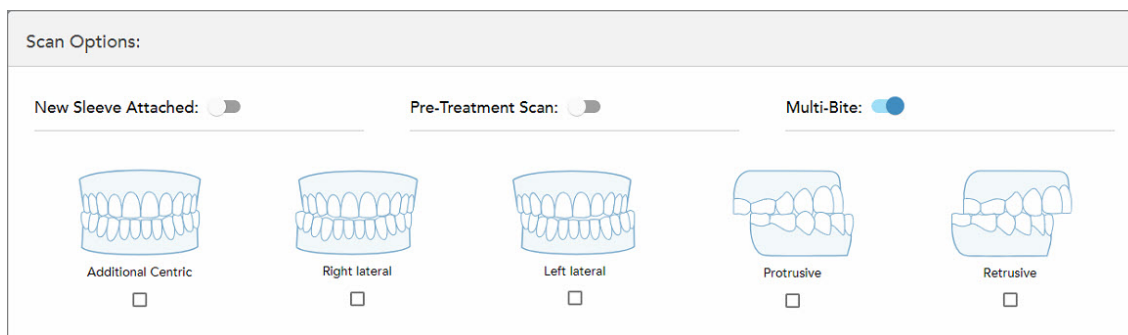 Scan Options:
New Sleeve Attached: Pre-Treatment Scan: Multi-Bite:
Additional Centric Right lateral Left lateral Protrusive Retrusive